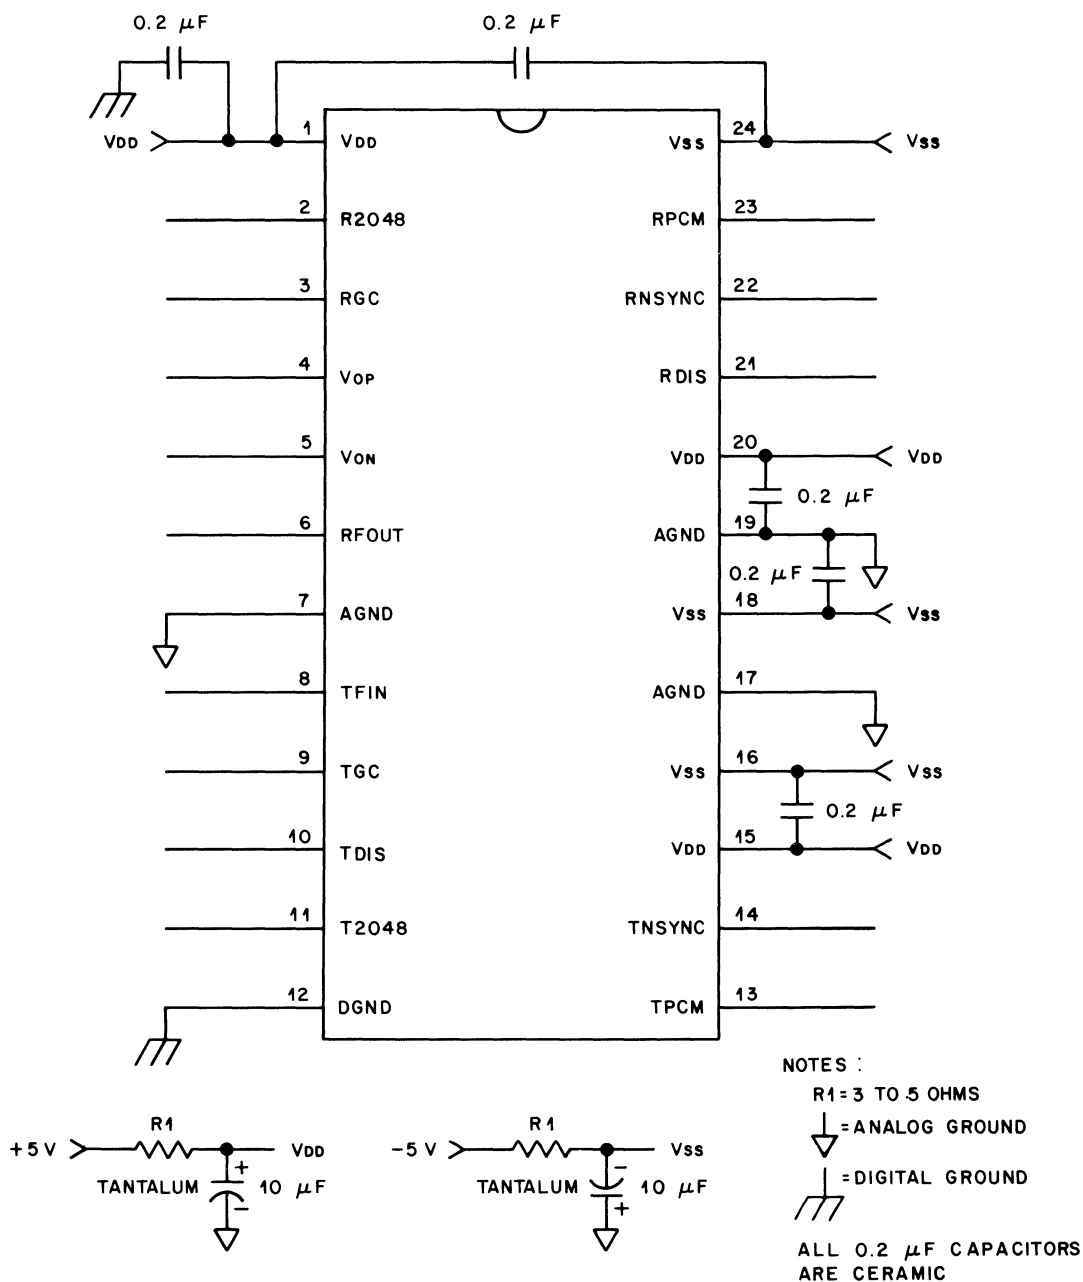 0.2 μF
0.2 μF
VDD
1
VDD
VSS
24
VSS
2
R2048
RPCM
23
3
RGC
RNSYNC
22
4
VOP
RDIS
21
5
VON
VDD
20
VDD
0.2 μF
6
RFOUT
AGND
19
0.2 μF
7
AGND
VSS
18
VSS
8
TFIN
AGND
17
9
TGC
VSS
16
VSS
0.2 μF
10
TDIS
VDD
15
VDD
11
T2048
TNSYNC
14
12
DGND
TPCM
13
NOTES :
R1=3 TO 5 OHMS
=ANALOG GROUND
=DIGITAL GROUND
ALL 0.2 μF CAPACITORS
ARE CERAMIC
+5V
R1
VDD
TANTALUM
+
10 μF
-
-5V
R1
VSS
TANTALUM
-
10 μF
+